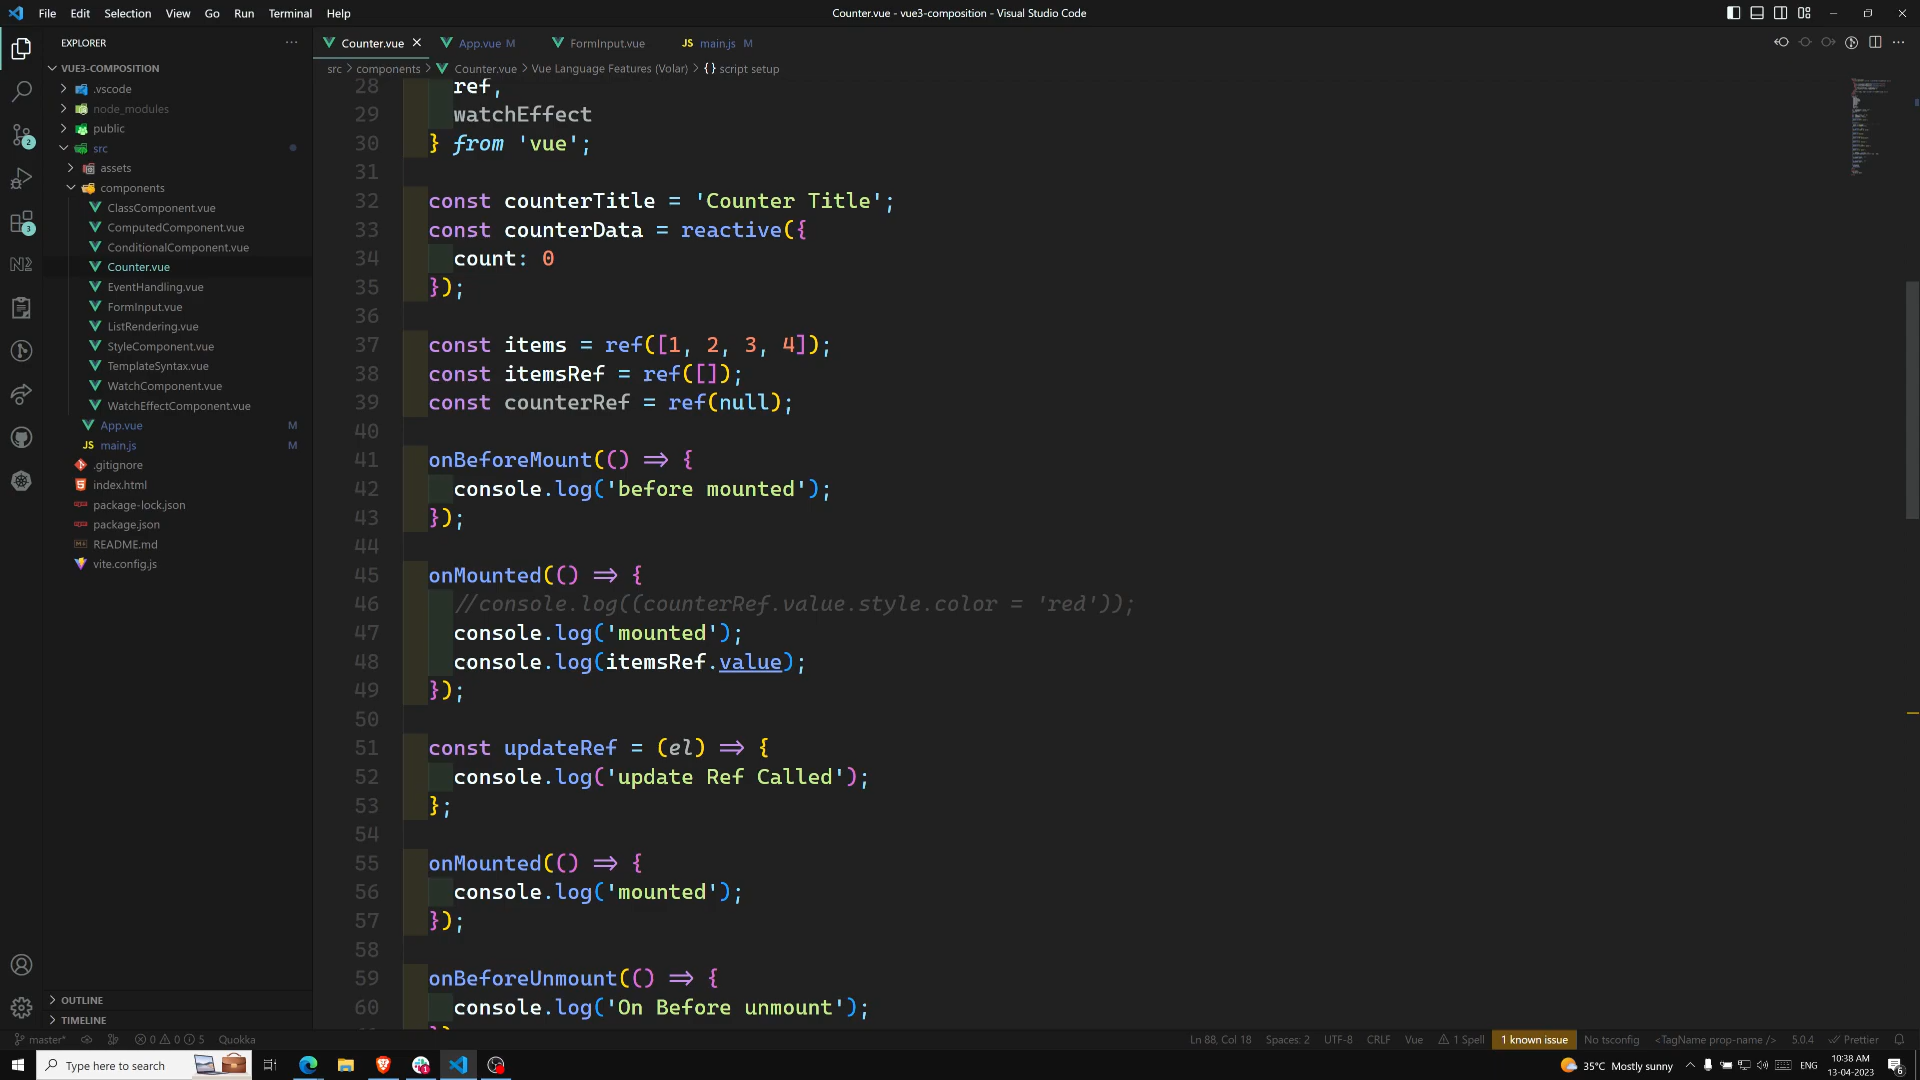 File Edit Selection View Go Run Terminal Help
Counter.vue - vue3-composition - Visual Studio Code
EXPLORER
Counter.vue
App.vue M
FormInput.vue
JS main.js M
VUE3-COMPOSITION
src > components > Counter.vue > Vue Language Features (Volar) > {} script setup
.vscode
node_modules
public
src
assets
components
ClassComponent.vue
ComputedComponent.vue
ConditionalComponent.vue
Counter.vue
EventHandling.vue
FormInput.vue
ListRendering.vue
StyleComponent.vue
TemplateSyntax.vue
WatchComponent.vue
WatchEffectComponent.vue
App.vue M
JS main.js M
.gitignore
index.html
package-lock.json
package.json
README.md
vite.config.js
OUTLINE
TIMELINE
28 ref,
29 watchEffect
30 } from 'vue';
31
32 const counterTitle = 'Counter Title';
33 const counterData = reactive({
34 count: 0
35 });
36
37 const items = ref([1, 2, 3, 4]);
38 const itemsRef = ref([]);
39 const counterRef = ref(null);
40
41 onBeforeMount(() => {
42 console.log('before mounted');
43 });
44
45 onMounted(() => {
46 //console.log((counterRef.value.style.color = 'red'));
47 console.log('mounted');
48 console.log(itemsRef.value);
49 });
50
51 const updateRef = (el) => {
52 console.log('update Ref Called');
53 };
54
55 onMounted(() => {
56 console.log('mounted');
57 });
58
59 onBeforeUnmount(() => {
60 console.log('On Before unmount');
master* 0 0 5 Quokka
Ln 88, Col 18 Spaces: 2 UTF-8 CRLF Vue 1 Spell 1 known issue No tsconfig <TagName prop-name /> 5.0.4 Prettier
Type here to search
35°C Mostly sunny
ENG
10:38 AM
13-04-2023